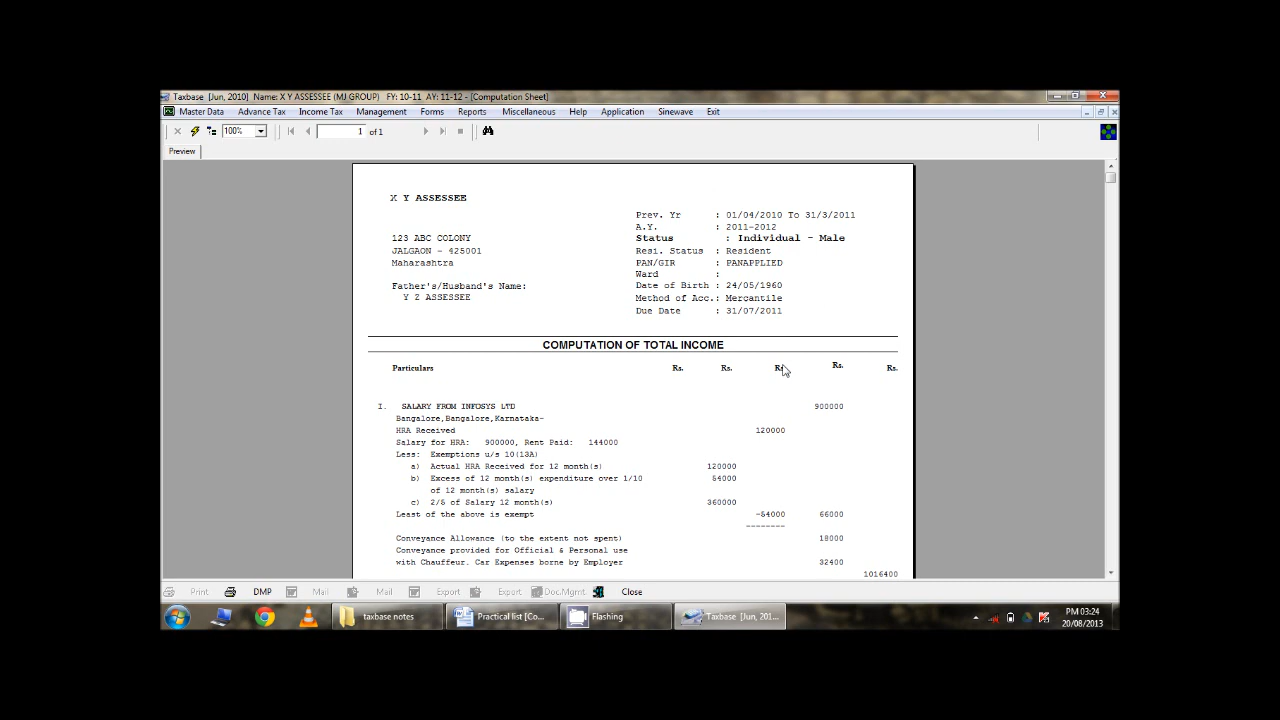 Taxbase [Jun, 2010] Name: X Y ASSESSEE (MJ GROUP) FY: 10-11 AY: 11-12 - [Computation Sheet]
Master Data Advance Tax Income Tax Management Forms Reports Miscellaneous Help Application Sinewave Exit
100% 1 of 1
Preview
X Y ASSESSEE
Prev. Yr : 01/04/2010 To 31/3/2011
A.Y. : 2011-2012
123 ABC COLONY Status : Individual - Male
JALGAON - 425001 Resi. Status : Resident
Maharashtra PAN/GIR : PANAPPLIED
Ward :
Father's/Husband's Name: Date of Birth : 24/05/1960
Y Z ASSESSEE Method of Acc.: Mercantile
Due Date : 31/07/2011
COMPUTATION OF TOTAL INCOME
Particulars Rs. Rs. Rs. Rs. Rs.
I. SALARY FROM INFOSYS LTD 900000
Bangalore,Bangalore,Karnataka-
HRA Received 120000
Salary for HRA: 900000, Rent Paid: 144000
Less: Exemptions u/s 10(13A)
a) Actual HRA Received for 12 month(s) 120000
b) Excess of 12 month(s) expenditure over 1/10 54000
of 12 month(s) salary
c) 2/5 of Salary 12 month(s) 360000
Least of the above is exempt -54000 66000
--------
Conveyance Allowance (to the extent not spent) 18000
Conveyance provided for Official & Personal use
with Chauffeur. Car Expenses borne by Employer 32400
1016400
Print DMP Mail Mail Export Export Doc.Mgmt. Close
taxbase notes Practical list [Co... Flashing Taxbase [Jun, 201... PM 03:24
20/08/2013